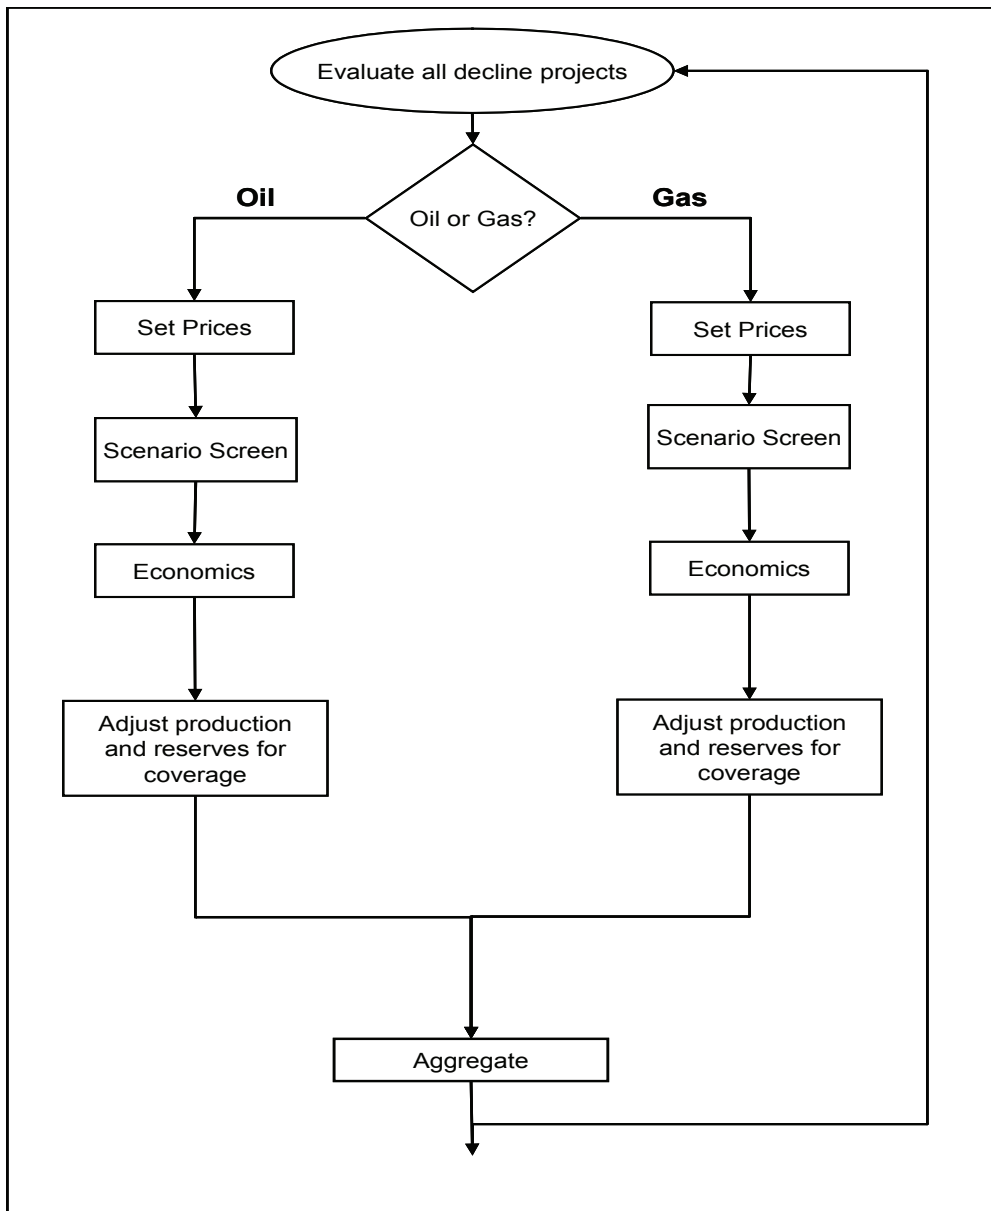 Evaluate all decline projects
Oil or Gas?
Oil
Gas
Set Prices
Set Prices
Scenario Screen
Scenario Screen
Economics
Economics
Adjust production
and reserves for
coverage
Adjust production
and reserves for
coverage
Aggregate